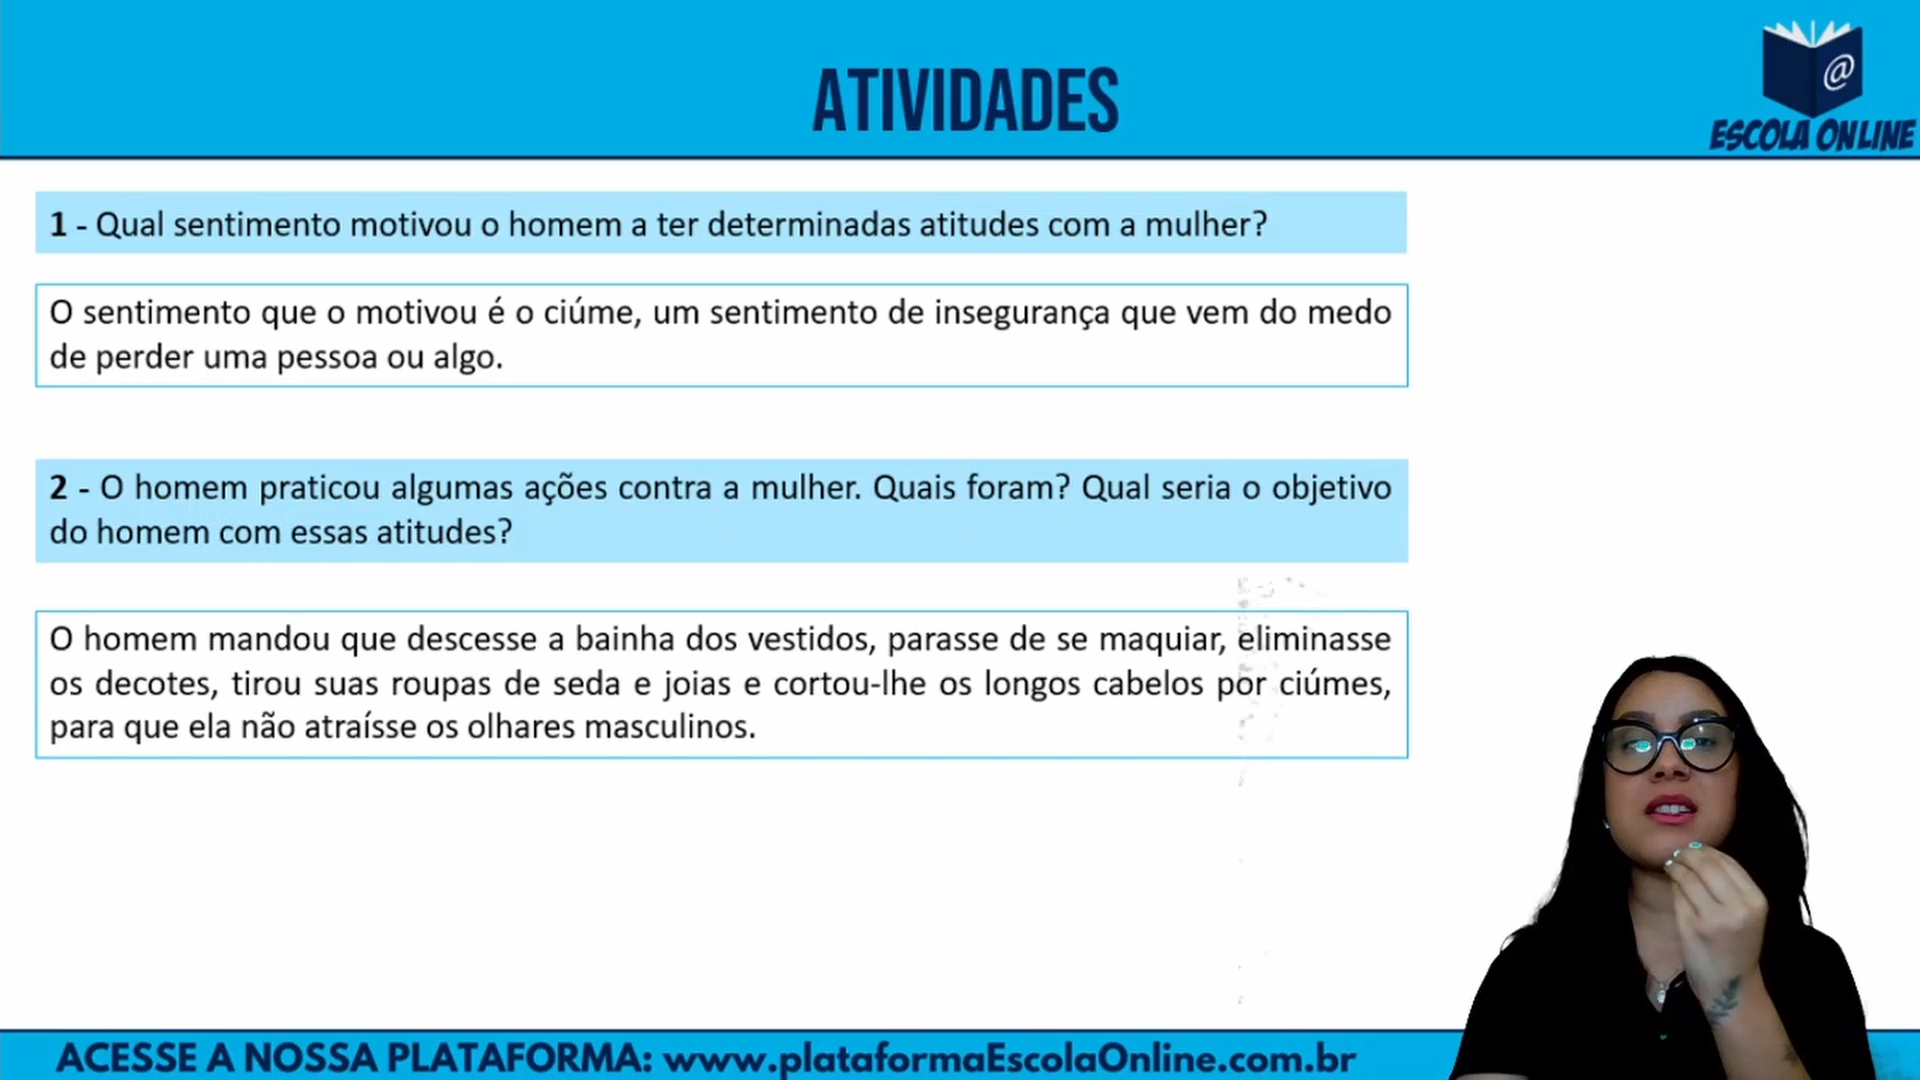 ATIVIDADES
@
ESCOLA ONLINE
1 - Qual sentimento motivou o homem a ter determinadas atitudes com a mulher?
O sentimento que o motivou é o ciúme, um sentimento de insegurança que vem do medo
de perder uma pessoa ou algo.
2 - O homem praticou algumas ações contra a mulher. Quais foram? Qual seria o objetivo
do homem com essas atitudes?
O homem mandou que descesse a bainha dos vestidos, parasse de se maquiar, eliminasse
os decotes, tirou suas roupas de seda e joias e cortou-lhe os longos cabelos por ciúmes,
para que ela não atraísse os olhares masculinos.
ACESSE A NOSSA PLATAFORMA: www.plataformaEscolaOnline.com.br